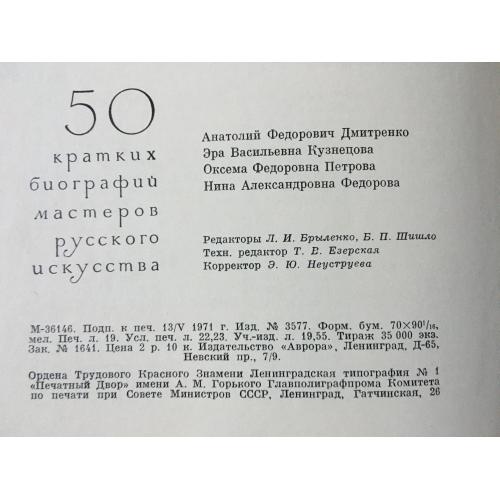 50
кратких
биографий
мастеров
русского
искусства
Анатолий Федорович Дмитренко
Эра Васильевна Кузнецова
Оксема Федоровна Петрова
Нина Александровна Федорова
Редакторы Л. И. Брыленко, Б. П. Шишло
Техн. редактор Т. В. Езерская
Корректор Э. Ю. Неуструева
М-36146. Подп. к печ. 13/V 1971 г. Изд. № 3577. Форм. бум. 70×90¹/₁₆,
мел. Печ. л. 19. Усл. печ. л. 22,23. Уч.-изд. л. 19,55. Тираж 35 000 экз.
Зак. № 1641. Цена 2 р. 10 к. Издательство «Аврора», Ленинград, Д-65,
Невский пр., 7/9.
Ордена Трудового Красного Знамени Ленинградская типография № 1
«Печатный Двор» имени А. М. Горького Главполиграфпрома Комитета
по печати при Совете Министров СССР, Ленинград, Гатчинская, 26